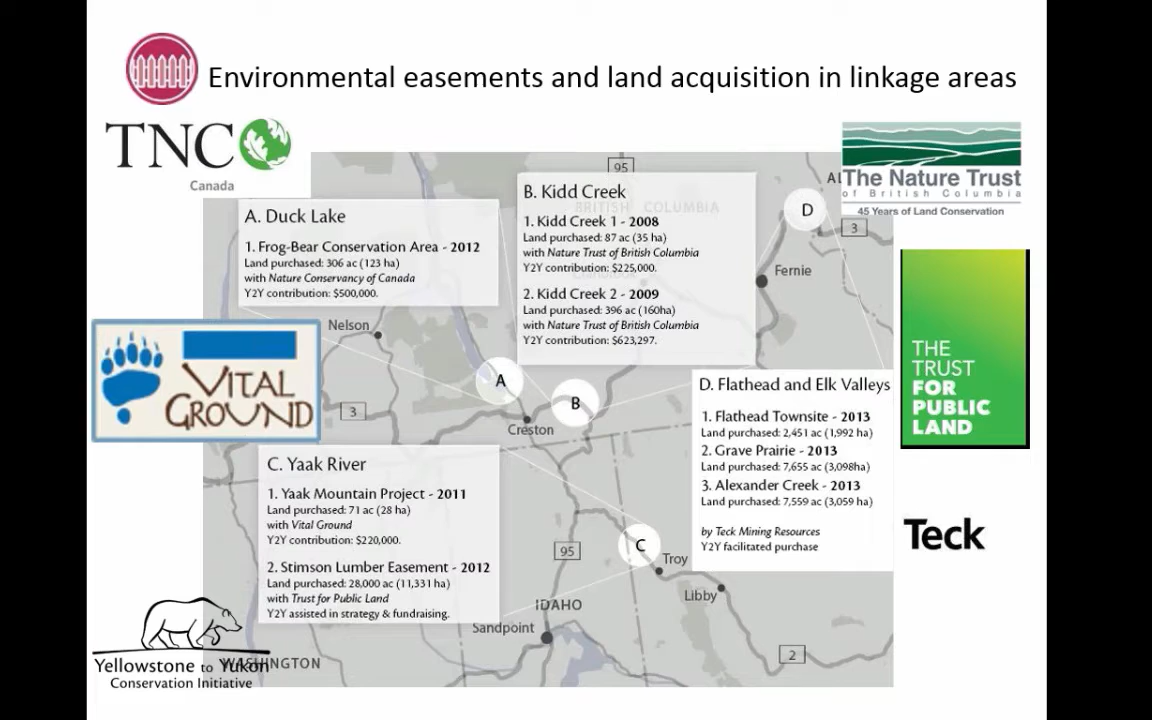 Environmental easements and land acquisition in linkage areas
TNC
Canada
The Nature Trust
of British Columbia
45 Years of Land Conservation
95
BRITISH COLUMBIA
AL
D
3
Fernie
A. Duck Lake
1. Frog-Bear Conservation Area - 2012
Land purchased: 306 ac (123 ha)
with Nature Conservancy of Canada
Y2Y contribution: $500,000.
B. Kidd Creek
1. Kidd Creek 1 - 2008
Land purchased: 87 ac (35 ha)
with Nature Trust of British Columbia
Y2Y contribution: $225,000.
2. Kidd Creek 2 - 2009
Land purchased: 396 ac (160ha)
with Nature Trust of British Columbia
Y2Y contribution: $623,297.
Nelson
VITAL
GROUND
3
A
B
Creston
THE
TRUST
FOR
PUBLIC
LAND
D. Flathead and Elk Valleys
1. Flathead Townsite - 2013
Land purchased: 2,451 ac (1,992 ha)
2. Grave Prairie - 2013
Land purchased: 7,655 ac (3,098ha)
3. Alexander Creek - 2013
Land purchased: 7,559 ac (3,059 ha)
by Teck Mining Resources
Y2Y facilitated purchase
Teck
C. Yaak River
1. Yaak Mountain Project - 2011
Land purchased: 71 ac (28 ha)
with Vital Ground
Y2Y contribution: $220,000.
2. Stimson Lumber Easement - 2012
Land purchased: 28,000 ac (11,331 ha)
with Trust for Public Land
Y2Y assisted in strategy & fundraising.
C
95
Troy
Libby
IDAHO
Sandpoint
2
WASHINGTON
Yellowstone to Yukon
Conservation Initiative